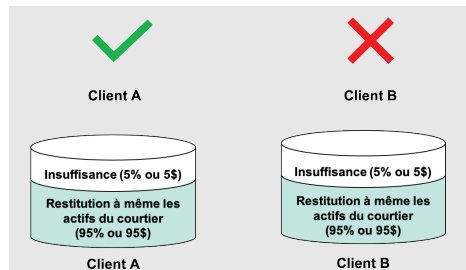 Client A
Client B
Insuffisance (5% ou 5$)
Restitution à même les
actifs du courtier
(95% ou 95$)
Client A
Insuffisance (5% ou 5$)
Restitution à même les
actifs du courtier
(95% ou 95$)
Client B